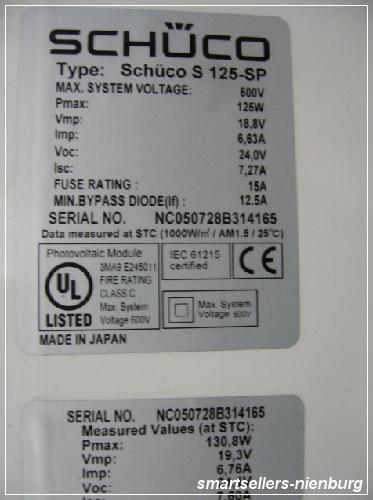 SCHÜCO
Type: Schüco S 125-SP
MAX. SYSTEM VOLTAGE: 600V
Pmax: 125W
Vmp: 18,8V
Imp: 6,63A
Voc: 24,0V
Isc: 7,27A
FUSE RATING : 15A
MIN.BYPASS DIODE(If) : 12.5A
SERIAL NO. NC050728B314165
Data measured at STC (1000W/㎡ / AM1.5 / 25℃)
Photovoltaic Module
3MA9 E245011
FIRE RATING
CLASS C
Max. System
Voltage 600V
UL
LISTED
IEC 61215
certified
CE
Max. System
Voltage 600V
MADE IN JAPAN
SERIAL NO. NC050728B314165
Measured Values (at STC):
Pmax: 130,8W
Vmp: 19,3V
Imp: 6,76A
Isc: 7,60A
smartsellers-nienburg